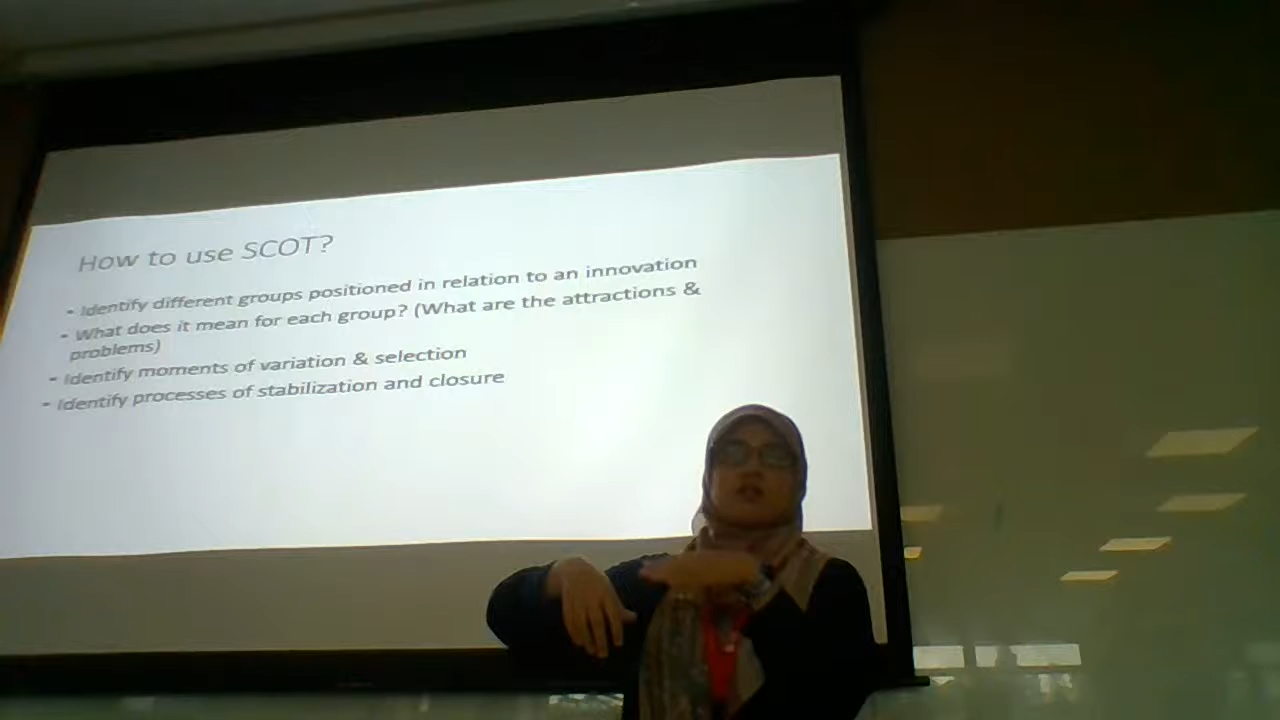 How to use SCOT?
- Identify different groups positioned in relation to an innovation
- What does it mean for each group? (What are the attractions &
problems)
- Identify moments of variation & selection
- Identify processes of stabilization and closure